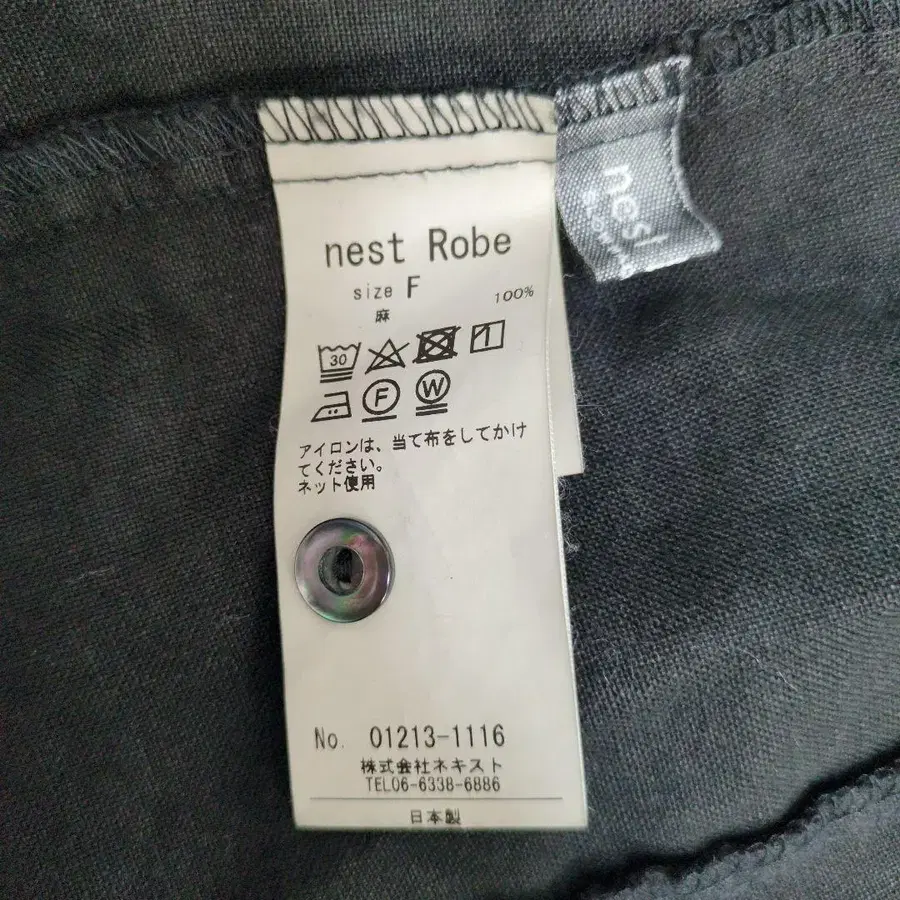 nest Robe
size F
麻 100%
30
F W
アイロンは、当て布をしてかけ
てください。
ネット使用
No. 01213-1116
株式会社ネキスト
TEL06-6338-6886
日本製
nest